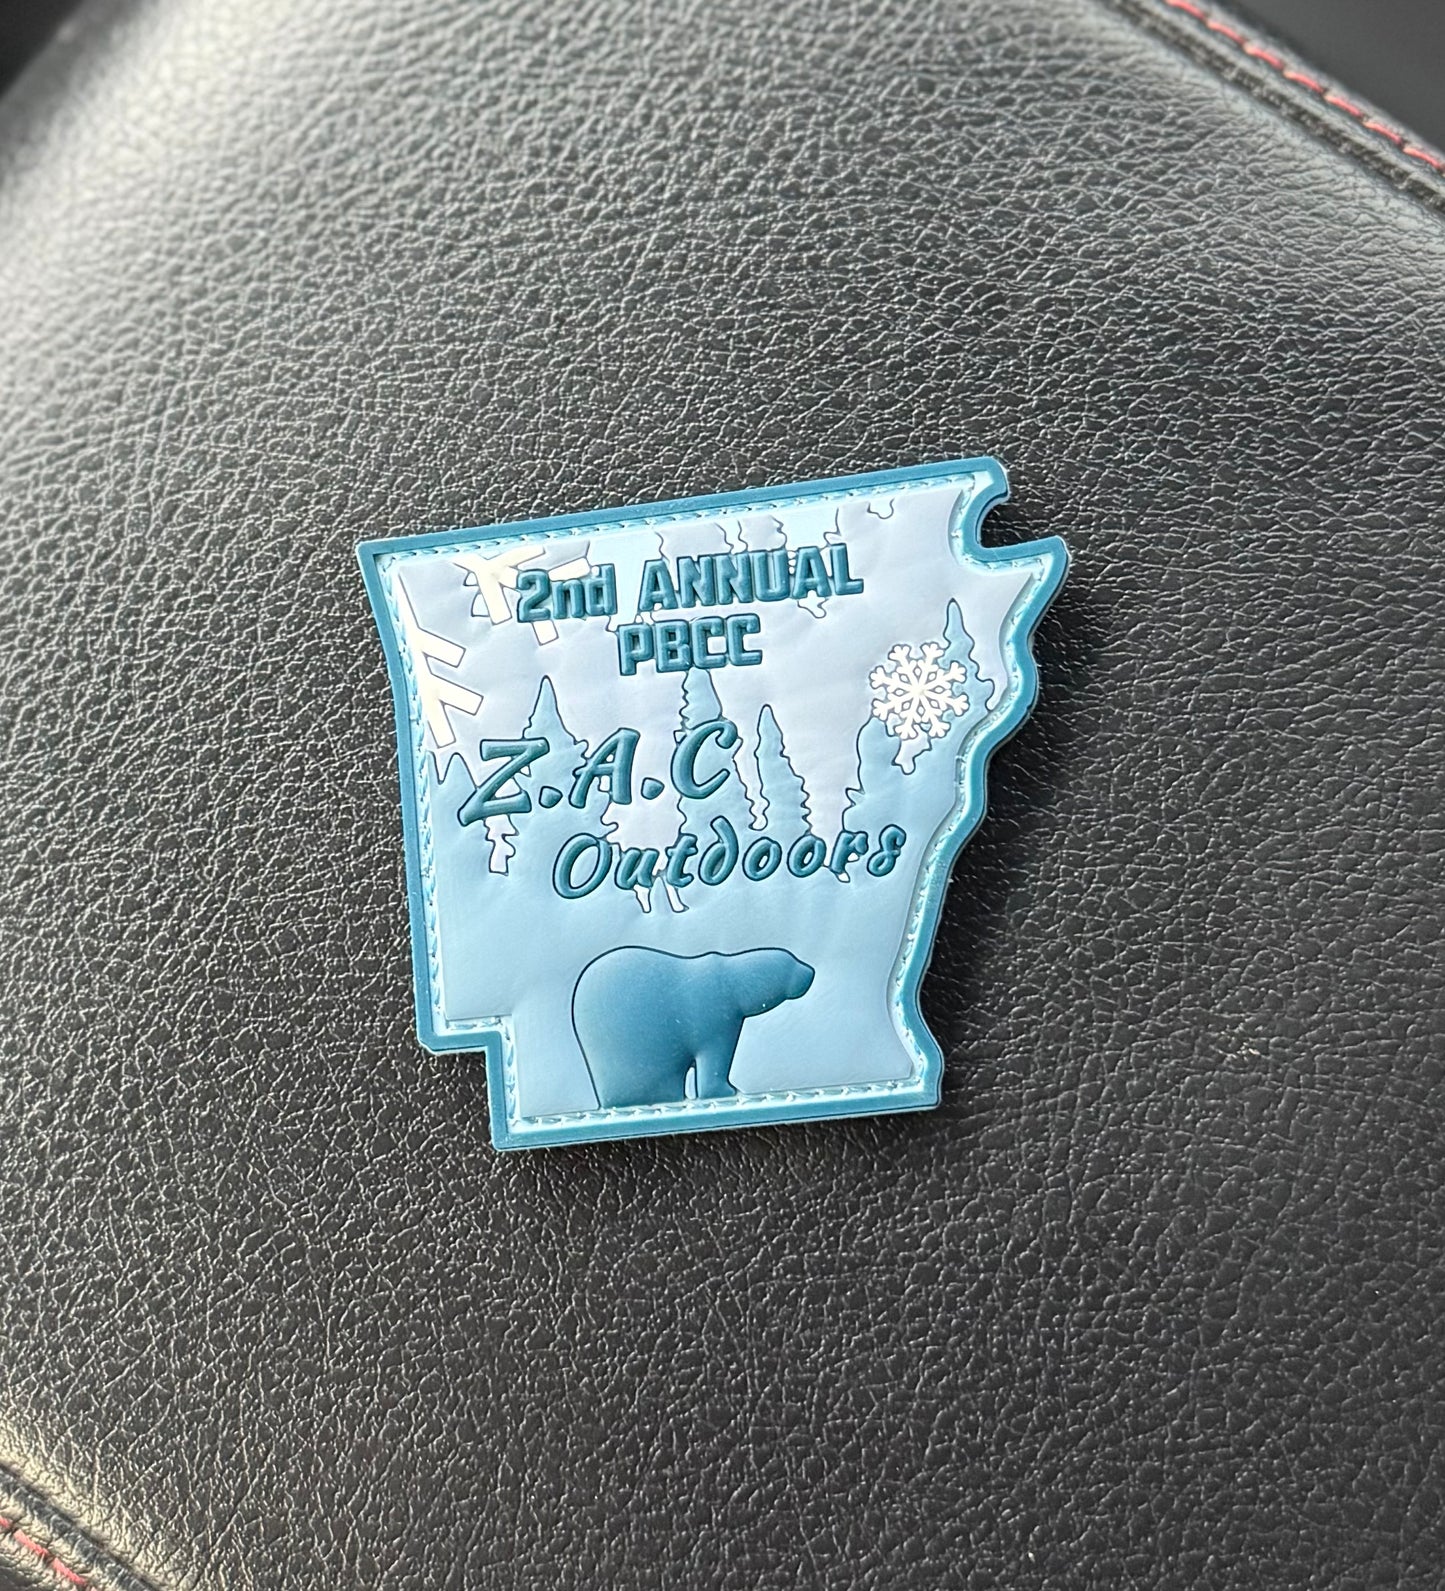 2nd ANNUAL
PBCC
Z.A.C
Outdoors